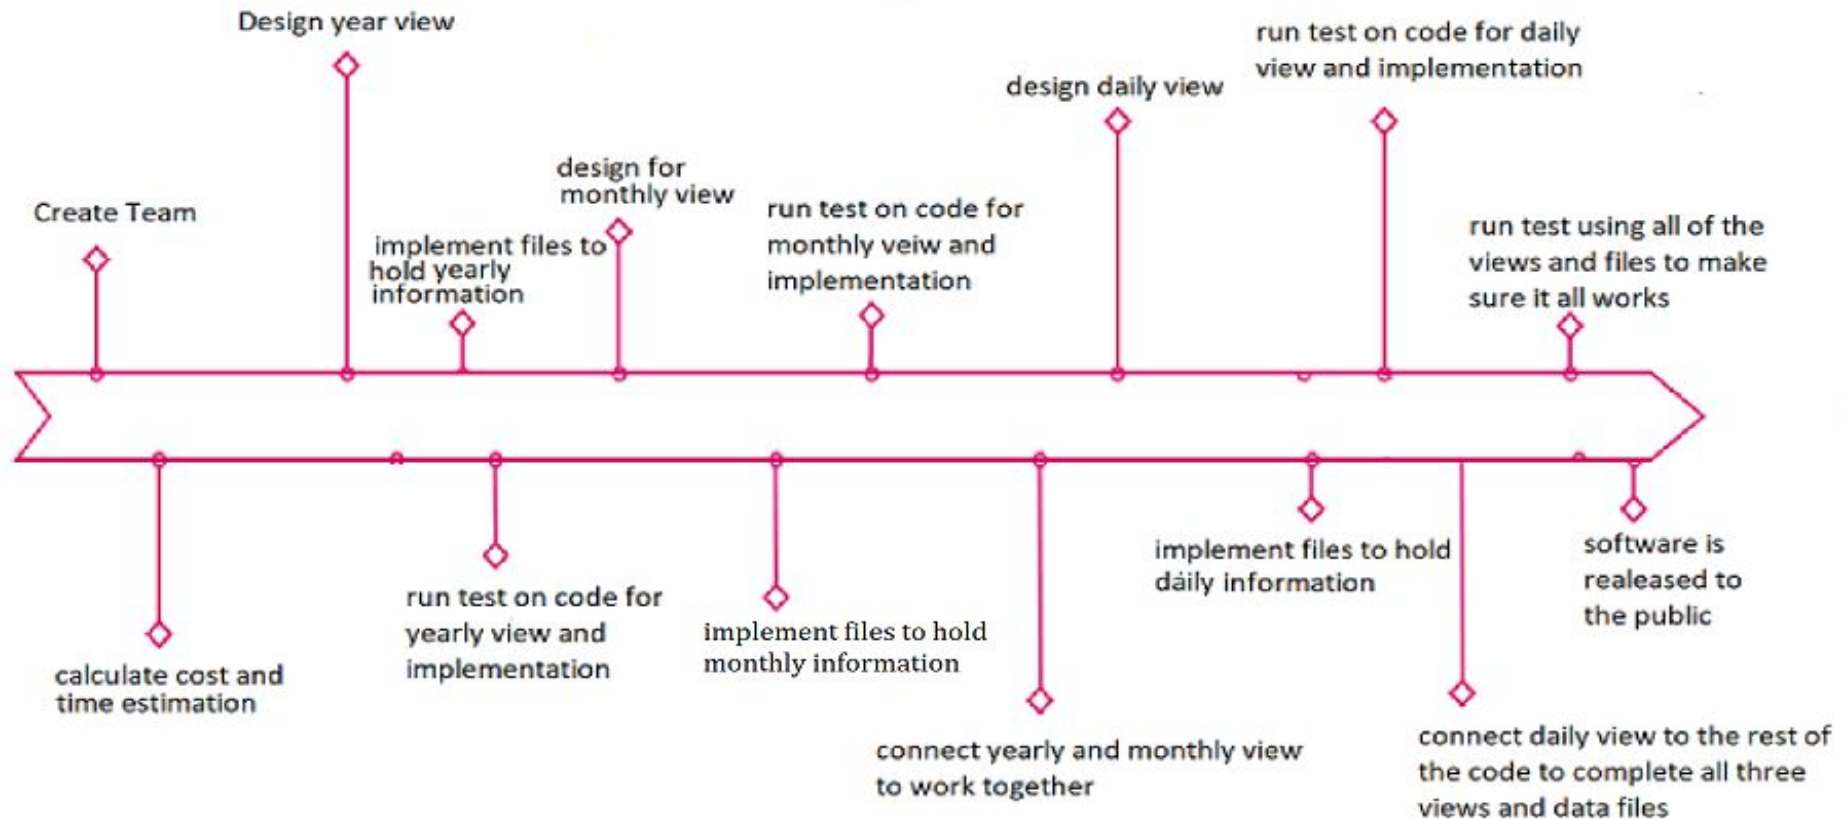 Design year view
run test on code for daily
view and implementation
design daily view
design for
monthly view
Create Team
run test on code for
monthly veiw and
implementation
implement files to
hold yearly
information
run test using all of the
views and files to make
sure it all works
calculate cost and
time estimation
run test on code for
yearly view and
implementation
implement files to hold
monthly information
connect yearly and monthly view
to work together
implement files to hold
daily information
software is
realeased to
the public
connect daily view to the rest of
the code to complete all three
views and data files